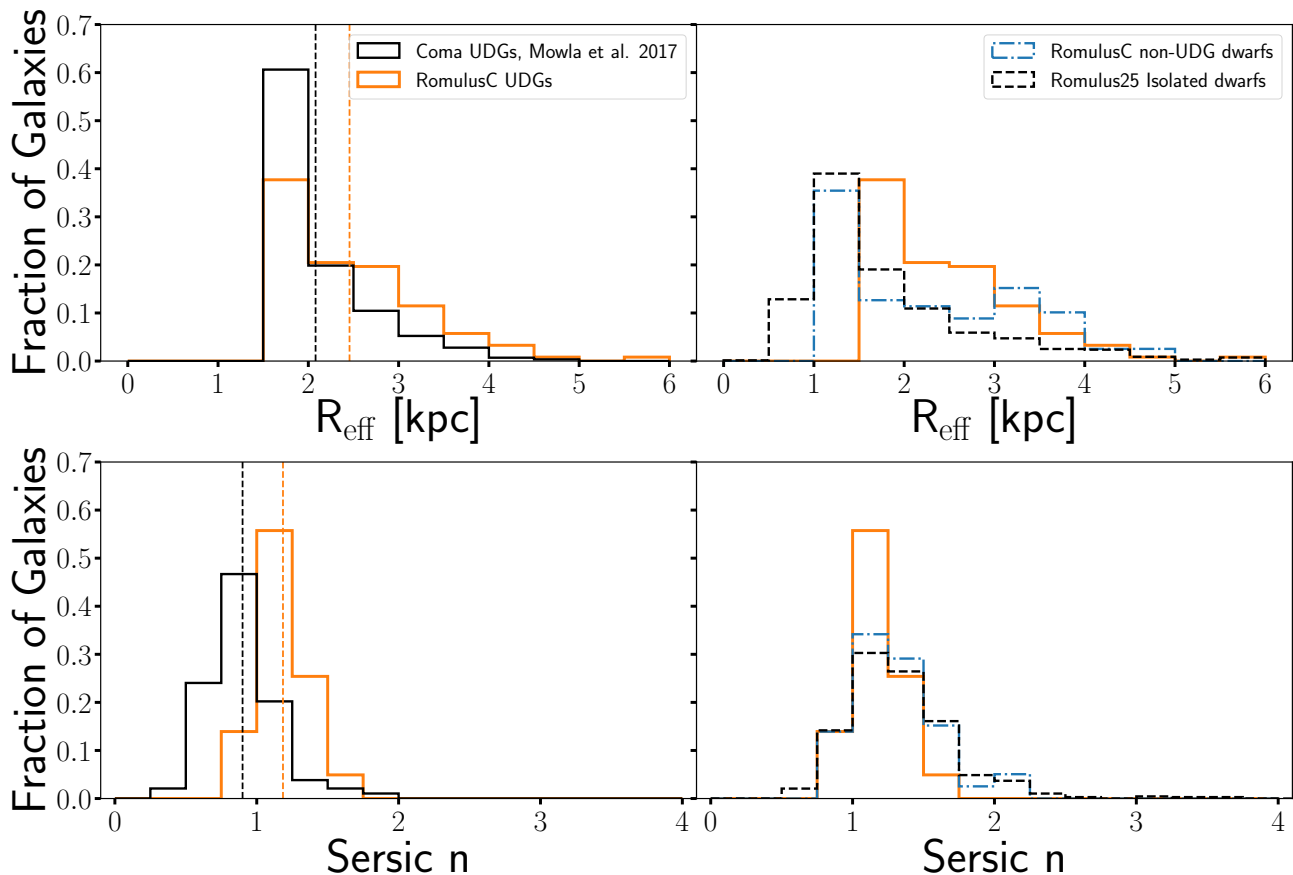 Fraction of Galaxies
0.7
0.6
0.5
0.4
0.3
0.2
0.1
0.0
Coma UDGs, Mowla et al. 2017
RomulusC UDGs
0 1 2 3 4 5 6
R_eff [kpc]
RomulusC non-UDG dwarfs
Romulus25 Isolated dwarfs
0 1 2 3 4 5 6
R_eff [kpc]
Fraction of Galaxies
0.7
0.6
0.5
0.4
0.3
0.2
0.1
0.0
0 1 2 3 4
Sersic n
0 1 2 3 4
Sersic n